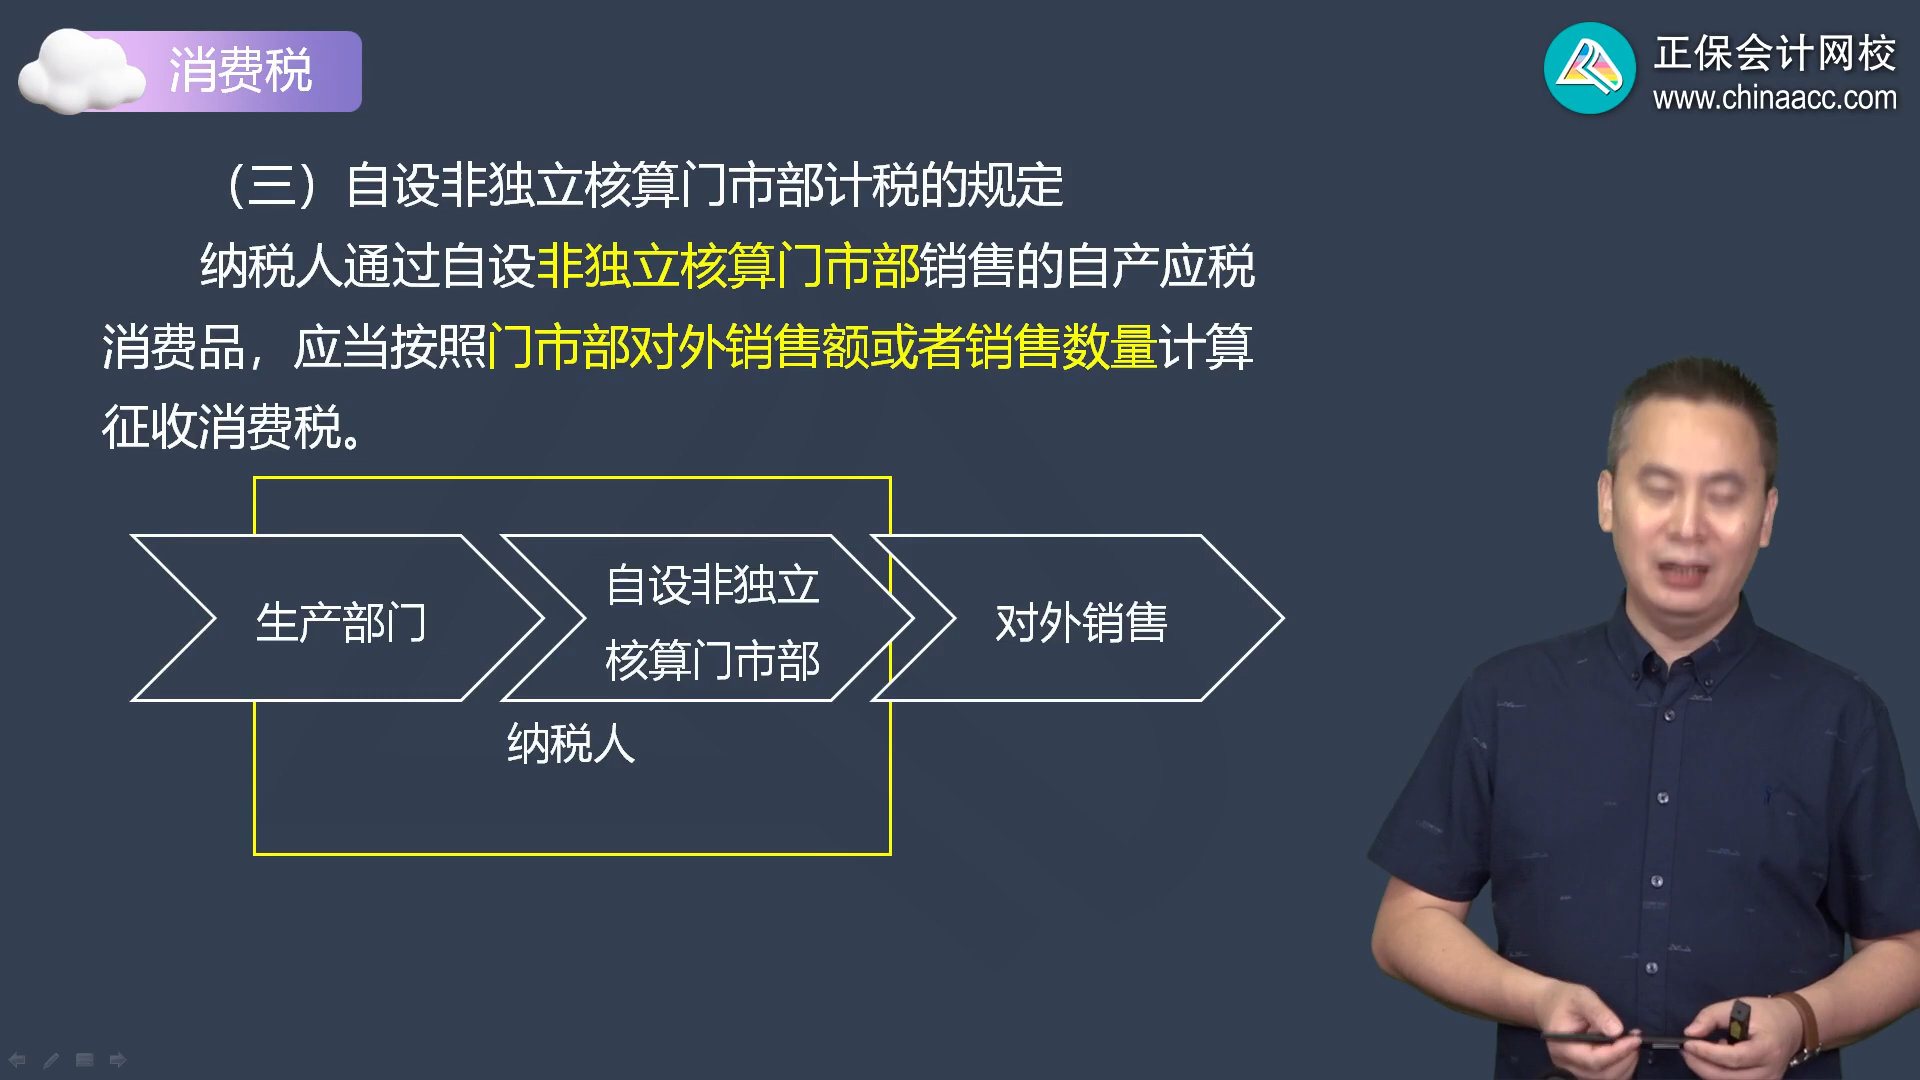 消费税
正保会计网校
www.chinaacc.com
（三）自设非独立核算门市部计税的规定
纳税人通过自设非独立核算门市部销售的自产应税
消费品，应当按照门市部对外销售额或者销售数量计算
征收消费税。
生产部门
自设非独立
核算门市部
对外销售
纳税人